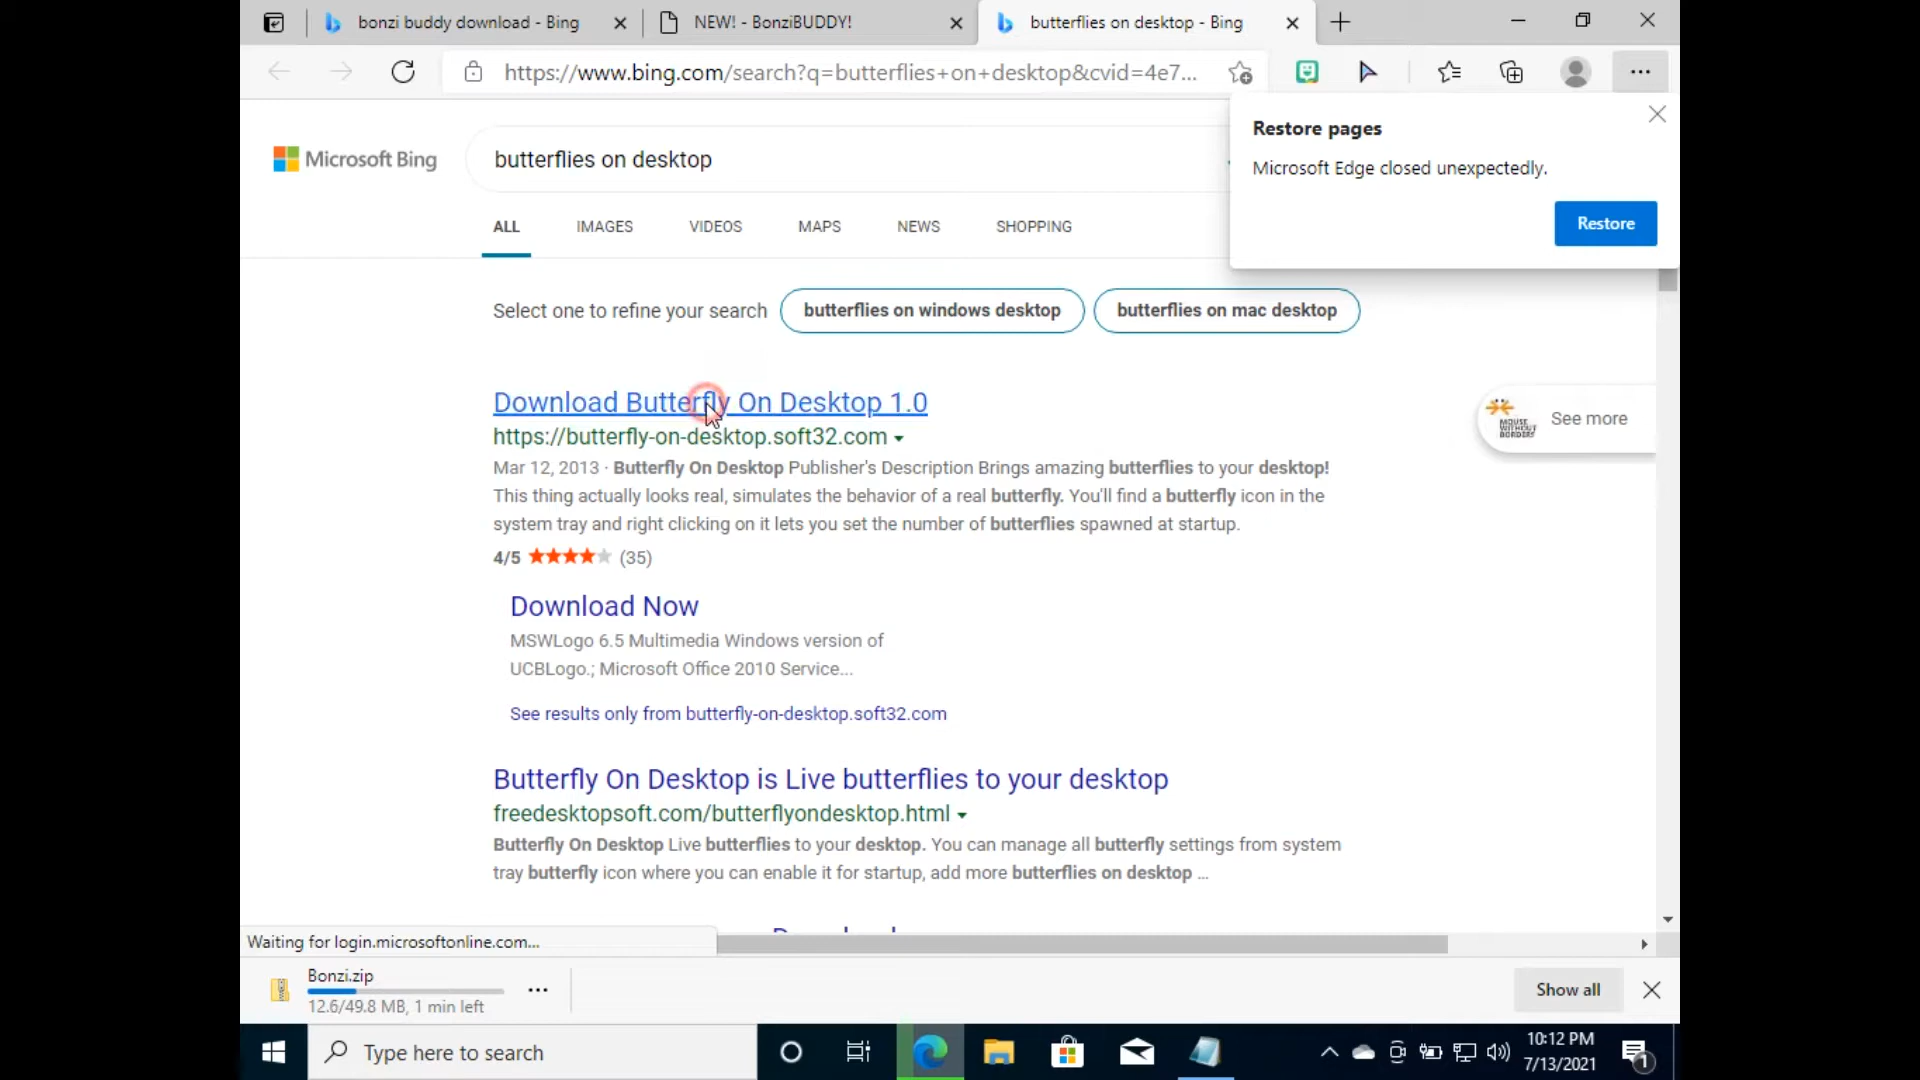 bonzi buddy download - Bing
NEW! - BonziBUDDY!
butterflies on desktop - Bing
https://www.bing.com/search?q=butterflies+on+desktop&cvid=4e7...
Restore pages
Microsoft Edge closed unexpectedly.
Restore
Microsoft Bing
butterflies on desktop
ALL
IMAGES
VIDEOS
MAPS
NEWS
SHOPPING
Select one to refine your search
butterflies on windows desktop
butterflies on mac desktop
Download Butterfly On Desktop 1.0
https://butterfly-on-desktop.soft32.com
Mar 12, 2013 · Butterfly On Desktop Publisher's Description Brings amazing butterflies to your desktop!
This thing actually looks real, simulates the behavior of a real butterfly. You'll find a butterfly icon in the
system tray and right clicking on it lets you set the number of butterflies spawned at startup.
4/5
(35)
MOUSE
WITHOUT
BORDERS
See more
Download Now
MSWLogo 6.5 Multimedia Windows version of
UCBLogo.; Microsoft Office 2010 Service...
See results only from butterfly-on-desktop.soft32.com
Butterfly On Desktop is Live butterflies to your desktop
freedesktopsoft.com/butterflyondesktop.html
Butterfly On Desktop Live butterflies to your desktop. You can manage all butterfly settings from system
tray butterfly icon where you can enable it for startup, add more butterflies on desktop ...
Waiting for login.microsoftonline.com...
Bonzi.zip
12.6/49.8 MB, 1 min left
Show all
Type here to search
10:12 PM
7/13/2021
1